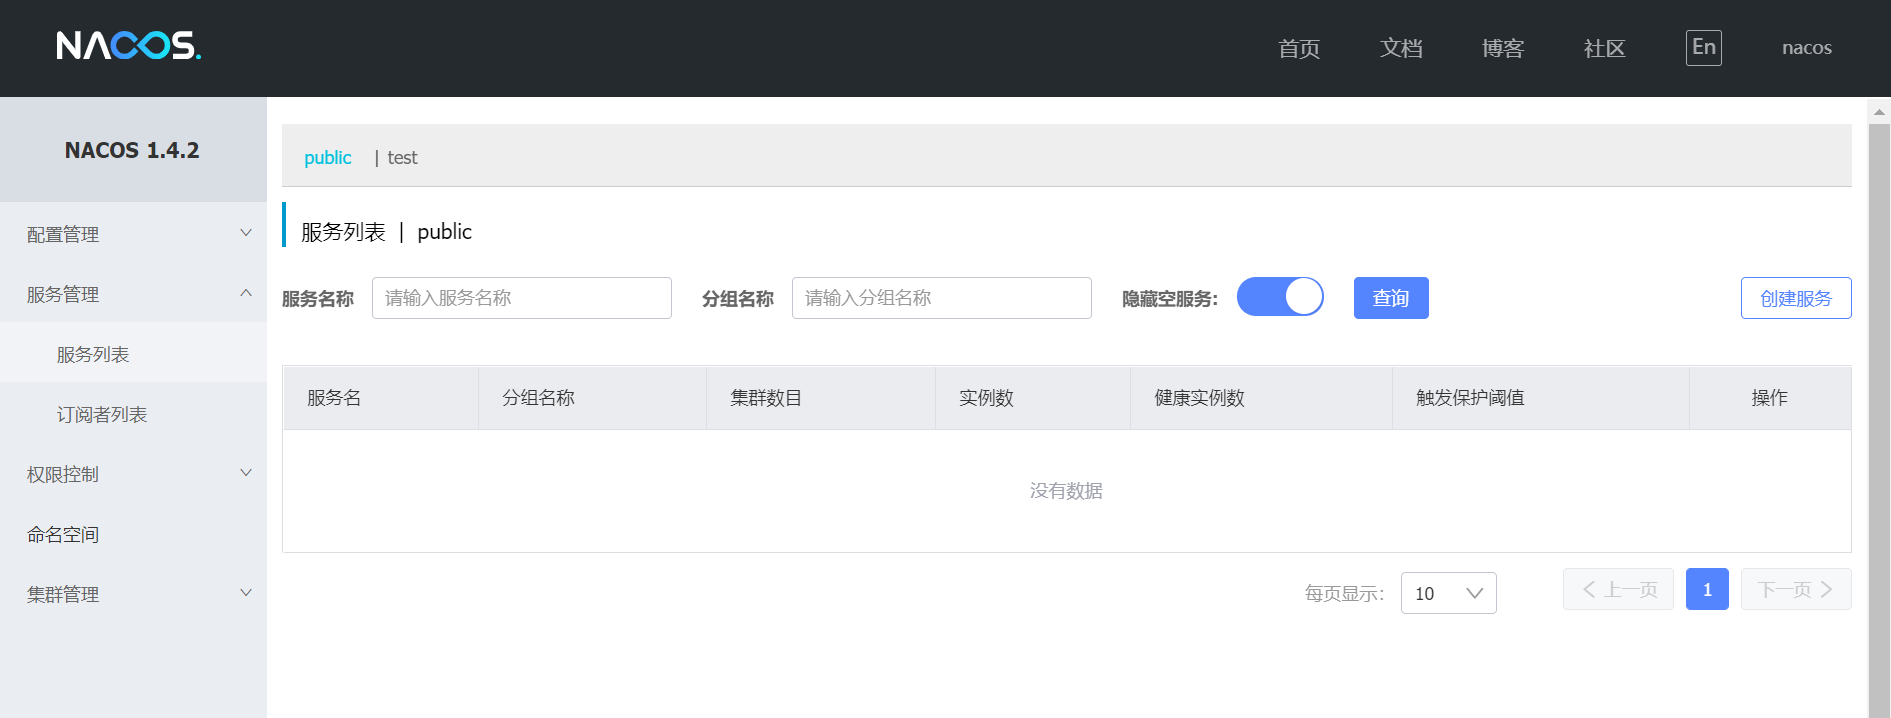 NACOS.
首页 文档 博客 社区 En nacos
NACOS 1.4.2
配置管理
服务管理
服务列表
订阅者列表
权限控制
命名空间
集群管理
public | test
服务列表 | public
服务名称 请输入服务名称 分组名称 请输入分组名称 隐藏空服务: 查询 创建服务
服务名 分组名称 集群数目 实例数 健康实例数 触发保护阈值 操作
没有数据
每页显示: 10 上一页 1 下一页